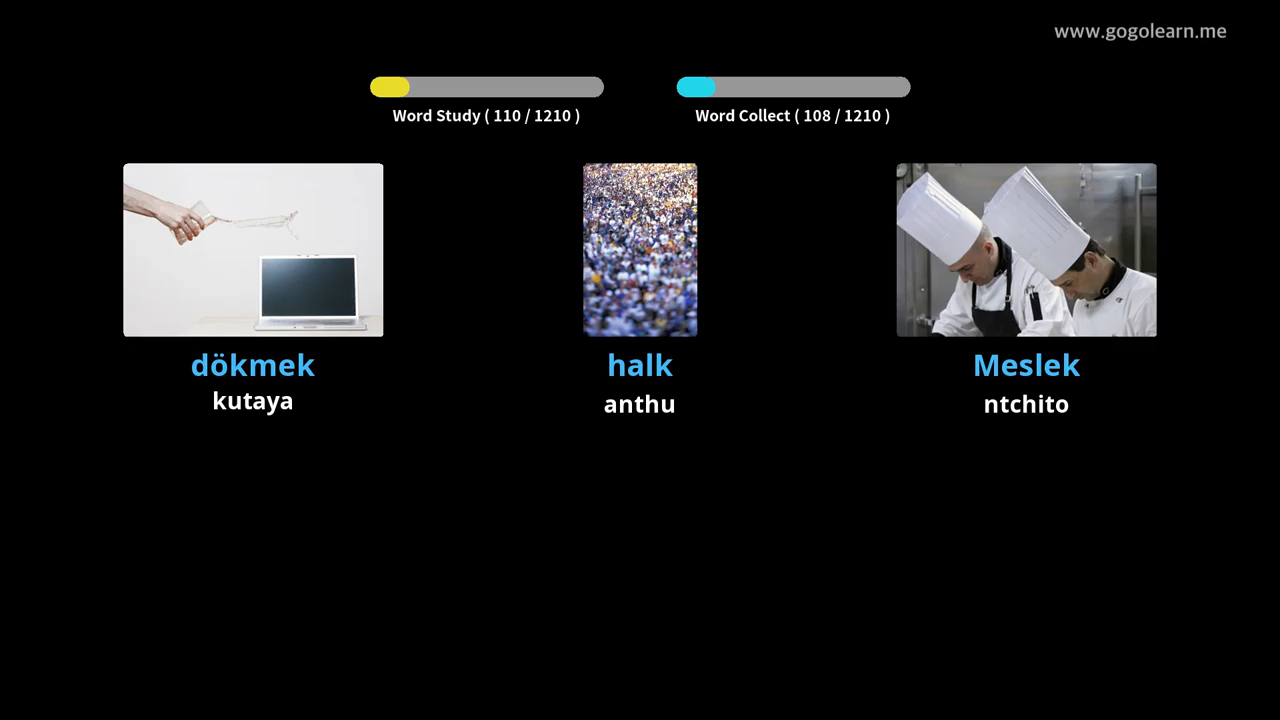 www.gogolearn.me
Word Study ( 110 / 1210 )
Word Collect ( 108 / 1210 )
dökmek
kutaya
halk
anthu
Meslek
ntchito